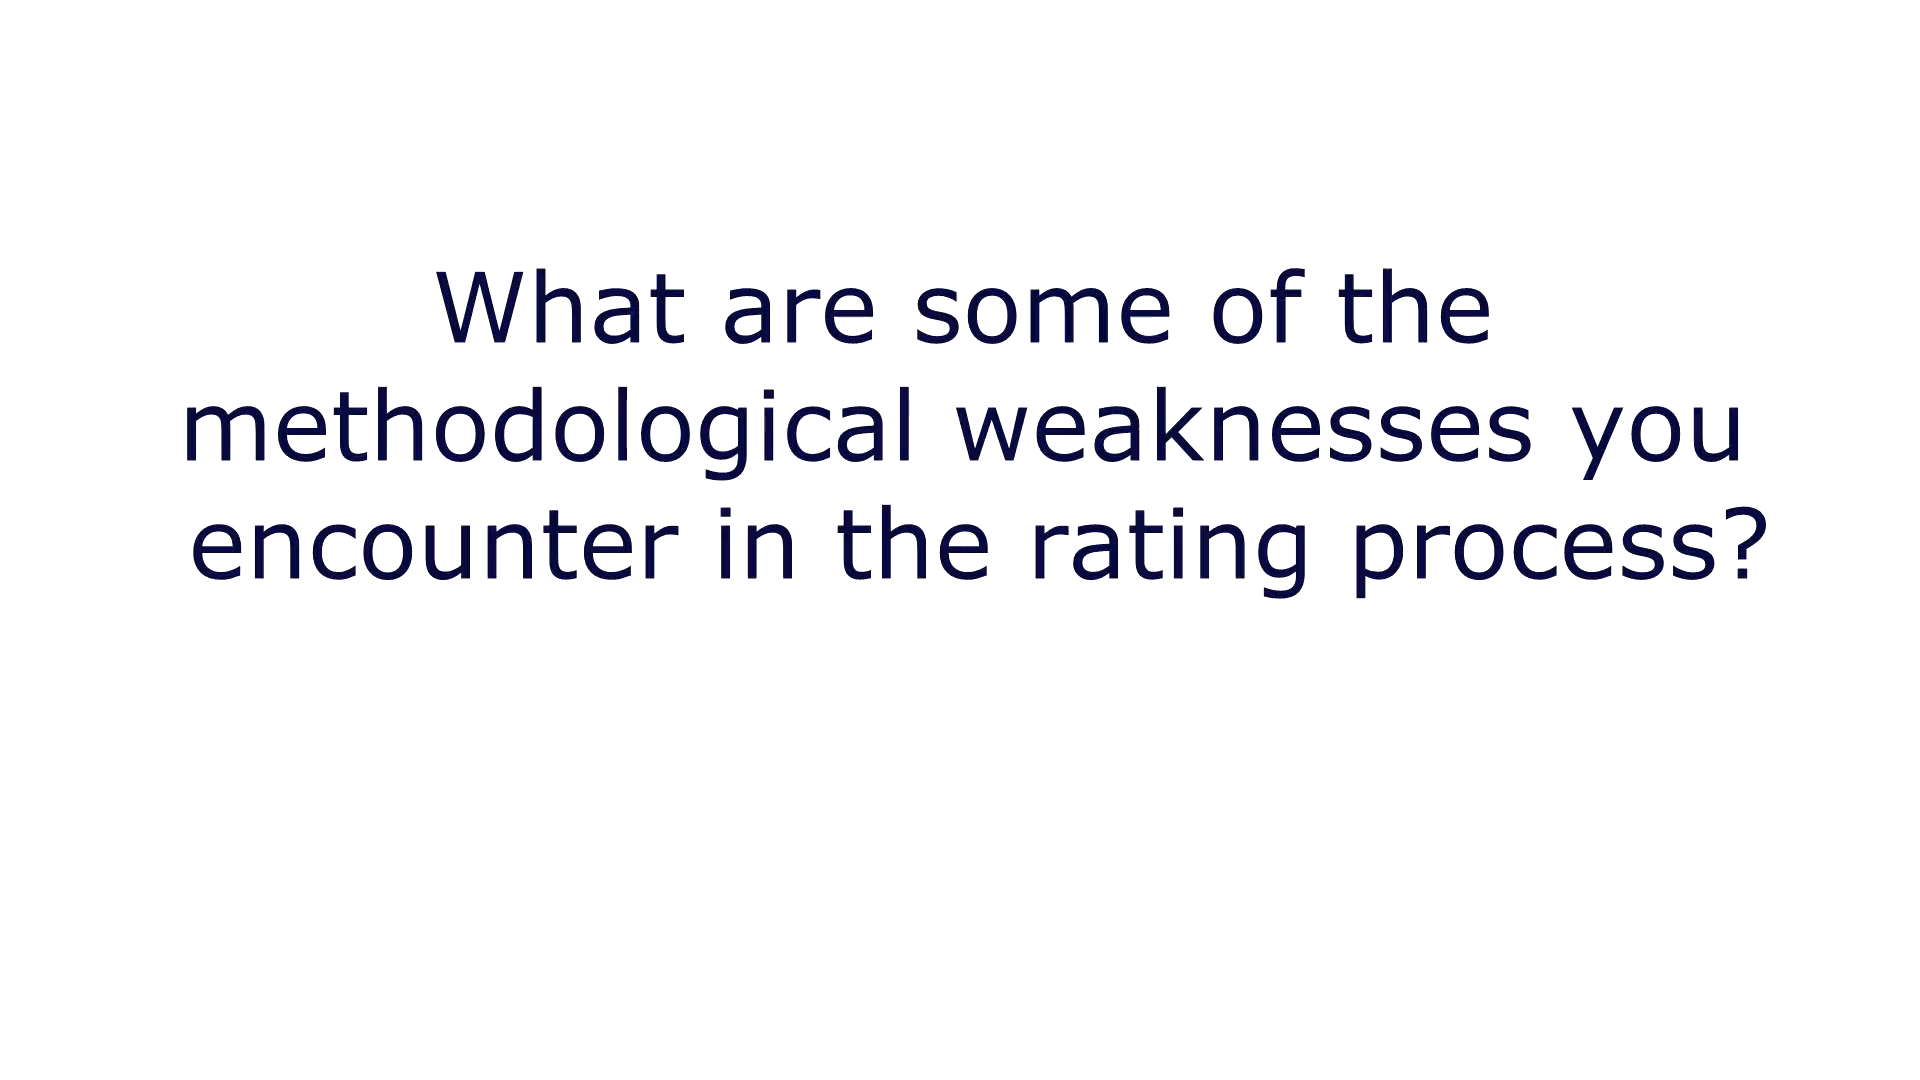 What are some of the
methodological weaknesses you
encounter in the rating process?